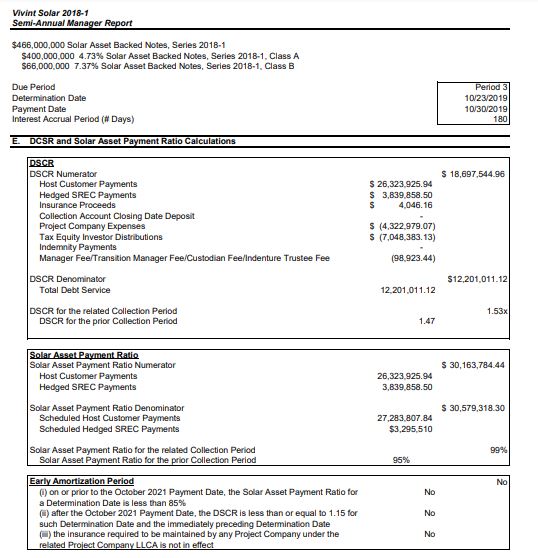 Vivint Solar 2018-1
Semi-Annual Manager Report
$466,000,000 Solar Asset Backed Notes, Series 2018-1
$400,000,000 4.73% Solar Asset Backed Notes, Series 2018-1, Class A
$66,000,000 7.37% Solar Asset Backed Notes, Series 2018-1, Class B
Due Period Period 3
Determination Date 10/23/2019
Payment Date 10/30/2019
Interest Accrual Period (# Days) 180
E. DCSR and Solar Asset Payment Ratio Calculations
DSCR
DSCR Numerator $ 18,697,544.96
Host Customer Payments $ 26,323,925.94
Hedged SREC Payments $ 3,839,858.50
Insurance Proceeds $ 4,046.16
Collection Account Closing Date Deposit -
Project Company Expenses $ (4,322,979.07)
Tax Equity Investor Distributions $ (7,048,383.13)
Indemnity Payments -
Manager Fee/Transition Manager Fee/Custodian Fee/Indenture Trustee Fee (98,923.44)
DSCR Denominator $12,201,011.12
Total Debt Service 12,201,011.12
DSCR for the related Collection Period 1.53x
DSCR for the prior Collection Period 1.47
Solar Asset Payment Ratio
Solar Asset Payment Ratio Numerator $ 30,163,784.44
Host Customer Payments 26,323,925.94
Hedged SREC Payments 3,839,858.50
Solar Asset Payment Ratio Denominator $ 30,579,318.30
Scheduled Host Customer Payments 27,283,807.84
Scheduled Hedged SREC Payments $3,295,510
Solar Asset Payment Ratio for the related Collection Period 99%
Solar Asset Payment Ratio for the prior Collection Period 95%
Early Amortization Period No
(i) on or prior to the October 2021 Payment Date, the Solar Asset Payment Ratio for No
a Determination Date is less than 85%
(ii) after the October 2021 Payment Date, the DSCR is less than or equal to 1.15 for No
such Determination Date and the immediately preceding Determination Date
(iii) the insurance required to be maintained by any Project Company under the No
related Project Company LLCA is not in effect